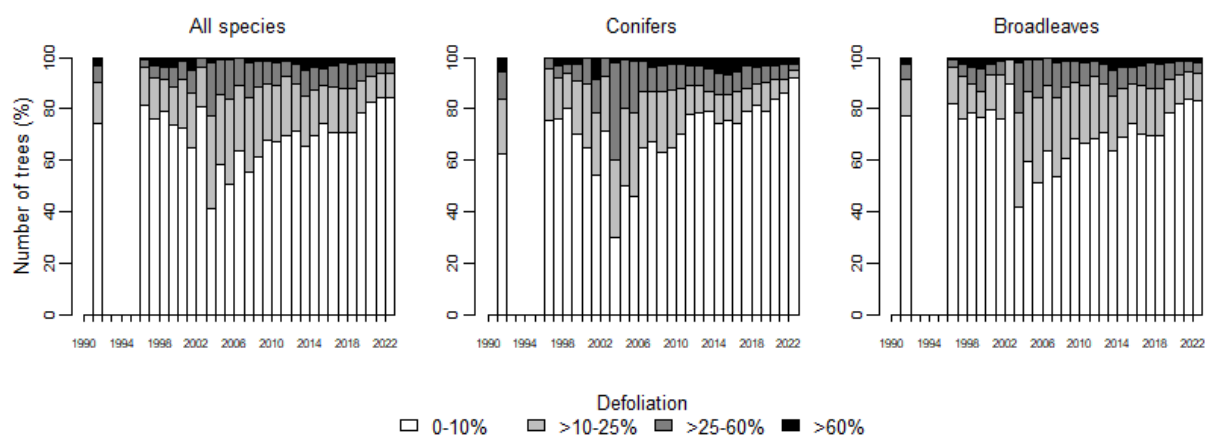 All species
Conifers
Broadleaves
Number of trees (%)
0 20 40 60 80 100
0 20 40 60 80 100
0 20 40 60 80 100
1990 1994 1998 2002 2006 2010 2014 2018 2022
1990 1994 1998 2002 2006 2010 2014 2018 2022
1990 1994 1998 2002 2006 2010 2014 2018 2022
Defoliation
0-10% >10-25% >25-60% >60%